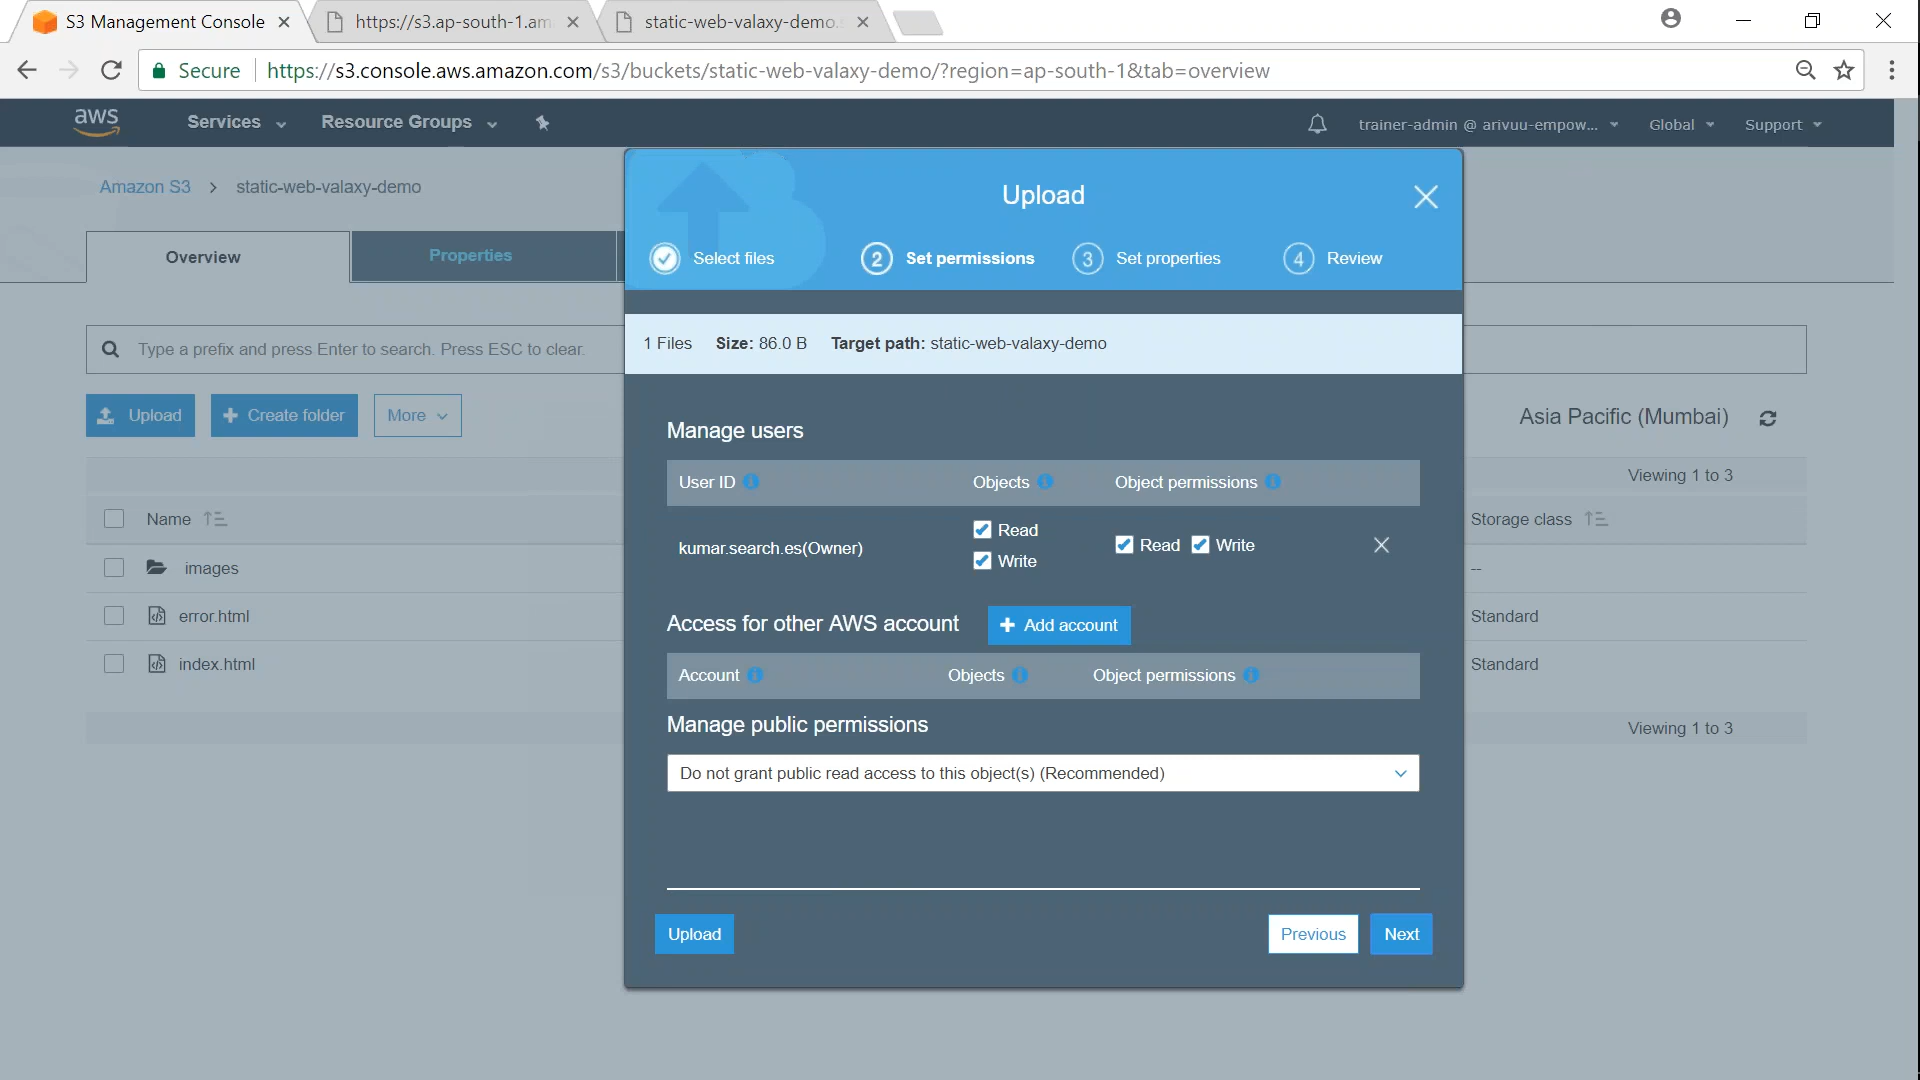 S3 Management Console
https://s3.ap-south-1.am
static-web-valaxy-demo.
Secure
https://s3.console.aws.amazon.com/s3/buckets/static-web-valaxy-demo/?region=ap-south-1&tab=overview
aws
Services
Resource Groups
trainer-admin @ arivuu-empow...
Global
Support
Amazon S3
static-web-valaxy-demo
Overview
Properties
Type a prefix and press Enter to search. Press ESC to clear.
Upload
Create folder
More
Asia Pacific (Mumbai)
Viewing 1 to 3
Name
Storage class
images
--
error.html
Standard
index.html
Standard
Viewing 1 to 3
Upload
Select files
2 Set permissions
3 Set properties
4 Review
1 Files Size: 86.0 B Target path: static-web-valaxy-demo
Manage users
User ID Objects Object permissions
kumar.search.es(Owner)
Read
Write
Read Write
Access for other AWS account
Add account
Account Objects Object permissions
Manage public permissions
Do not grant public read access to this object(s) (Recommended)
Upload
Previous
Next